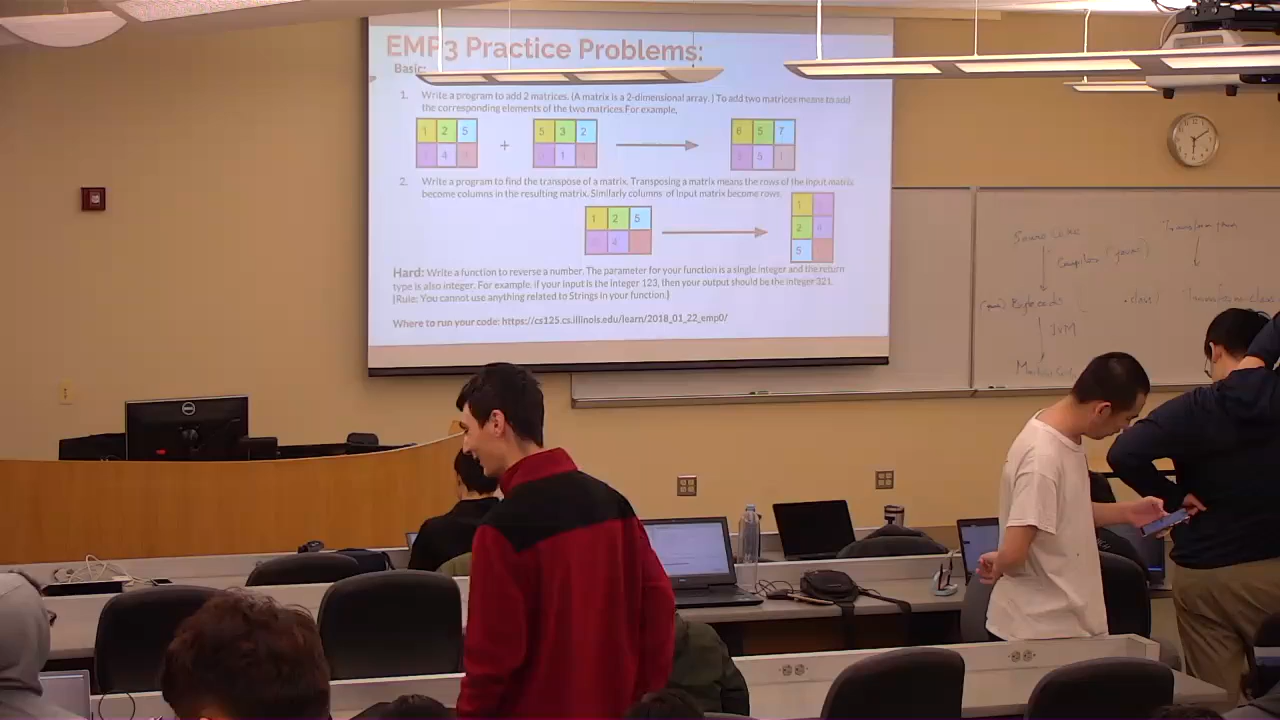 EMP3 Practice Problems:
Basic:
1. Write a program to add 2 matrices. (A matrix is a 2-dimensional array. ) To add two matrices means to add
the corresponding elements of the two matrices.For example,
1 2 5
4
+
5 3 2
1
6 5 7
5 1
2. Write a program to find the transpose of a matrix. Transposing a matrix means the rows of the input matrix
become columns in the resulting matrix. Similarly columns of input matrix become rows.
1 2 5
4
1
2 4
5
Hard: Write a function to reverse a number. The parameter for your function is a single integer and the return
type is also integer. For example, if your input is the integer 123, then your output should be the integer 321.
[Rule: You cannot use anything related to Strings in your function.]
Where to run your code: https://cs125.cs.illinois.edu/learn/2018_01_22_emp0/
Source Code
Compiler
JVM
DELL